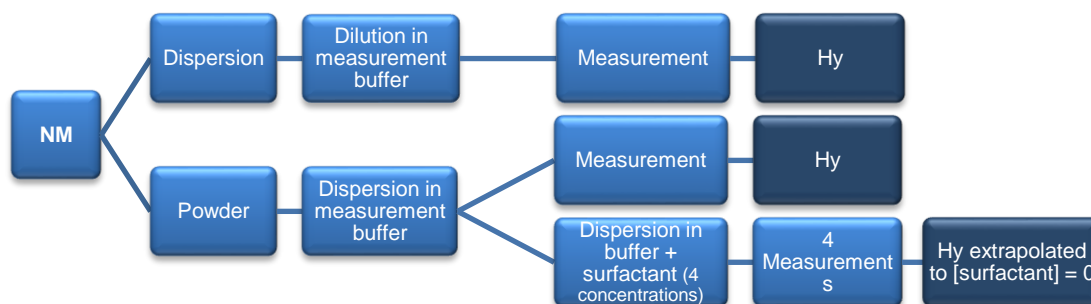 NM
Dispersion
Dilution in
measurement
buffer
Measurement
Hy
Powder
Dispersion in
measurement
buffer
Measurement
Hy
Dispersion in
buffer +
surfactant (4
concentrations)
4
Measurement
s
Hy extrapolated
to [surfactant] = 0